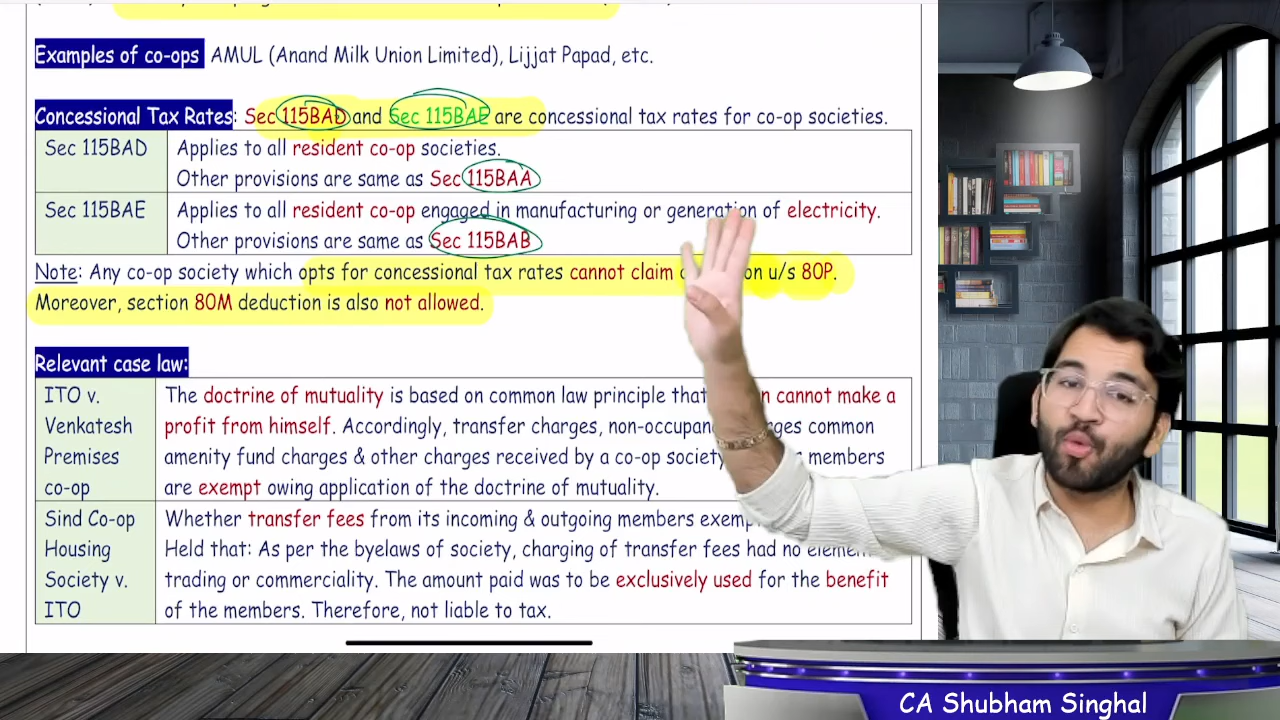 Examples of co-ops AMUL (Anand Milk Union Limited), Lijjat Papad, etc.
Concessional Tax Rates: Sec 115BAD and Sec 115BAE are concessional tax rates for co-op societies.
Sec 115BAD Applies to all resident co-op societies.
Other provisions are same as Sec 115BAA
Sec 115BAE Applies to all resident co-op engaged in manufacturing or generation of electricity.
Other provisions are same as Sec 115BAB
Note: Any co-op society which opts for concessional tax rates cannot claim u/s 80P.
Moreover, section 80M deduction is also not allowed.
Relevant case law:
ITO v. The doctrine of mutuality is based on common law principle that cannot make a
Venkatesh profit from himself. Accordingly, transfer charges, common
Premises amenity fund charges & other charges received by a co-op society members
co-op are exempt owing application of the doctrine of mutuality.
Sind Co-op Whether transfer fees from its incoming & outgoing members
Housing Held that: As per the byelaws of society, charging of transfer fees had no
Society v. trading or commerciality. The amount paid was to be exclusively used for the benefit
ITO of the members. Therefore, not liable to tax.
CA Shubham Singhal